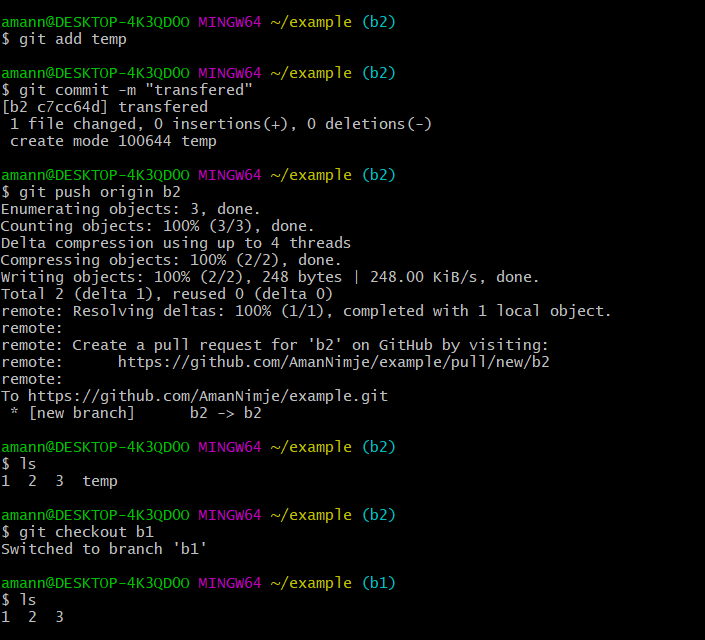 amann@DESKTOP-4K3QD0O MINGW64 ~/example (b2)
$ git add temp
amann@DESKTOP-4K3QD0O MINGW64 ~/example (b2)
$ git commit -m "transfered"
[b2 c7cc64d] transfered
 1 file changed, 0 insertions(+), 0 deletions(-)
 create mode 100644 temp
amann@DESKTOP-4K3QD0O MINGW64 ~/example (b2)
$ git push origin b2
Enumerating objects: 3, done.
Counting objects: 100% (3/3), done.
Delta compression using up to 4 threads
Compressing objects: 100% (2/2), done.
Writing objects: 100% (2/2), 248 bytes | 248.00 KiB/s, done.
Total 2 (delta 1), reused 0 (delta 0)
remote: Resolving deltas: 100% (1/1), completed with 1 local object.
remote:
remote: Create a pull request for 'b2' on GitHub by visiting:
remote:      https://github.com/AmanNimje/example/pull/new/b2
remote:
To https://github.com/AmanNimje/example.git
 * [new branch]      b2 -> b2
amann@DESKTOP-4K3QD0O MINGW64 ~/example (b2)
$ ls
1  2  3  temp
amann@DESKTOP-4K3QD0O MINGW64 ~/example (b2)
$ git checkout b1
Switched to branch 'b1'
amann@DESKTOP-4K3QD0O MINGW64 ~/example (b1)
$ ls
1  2  3